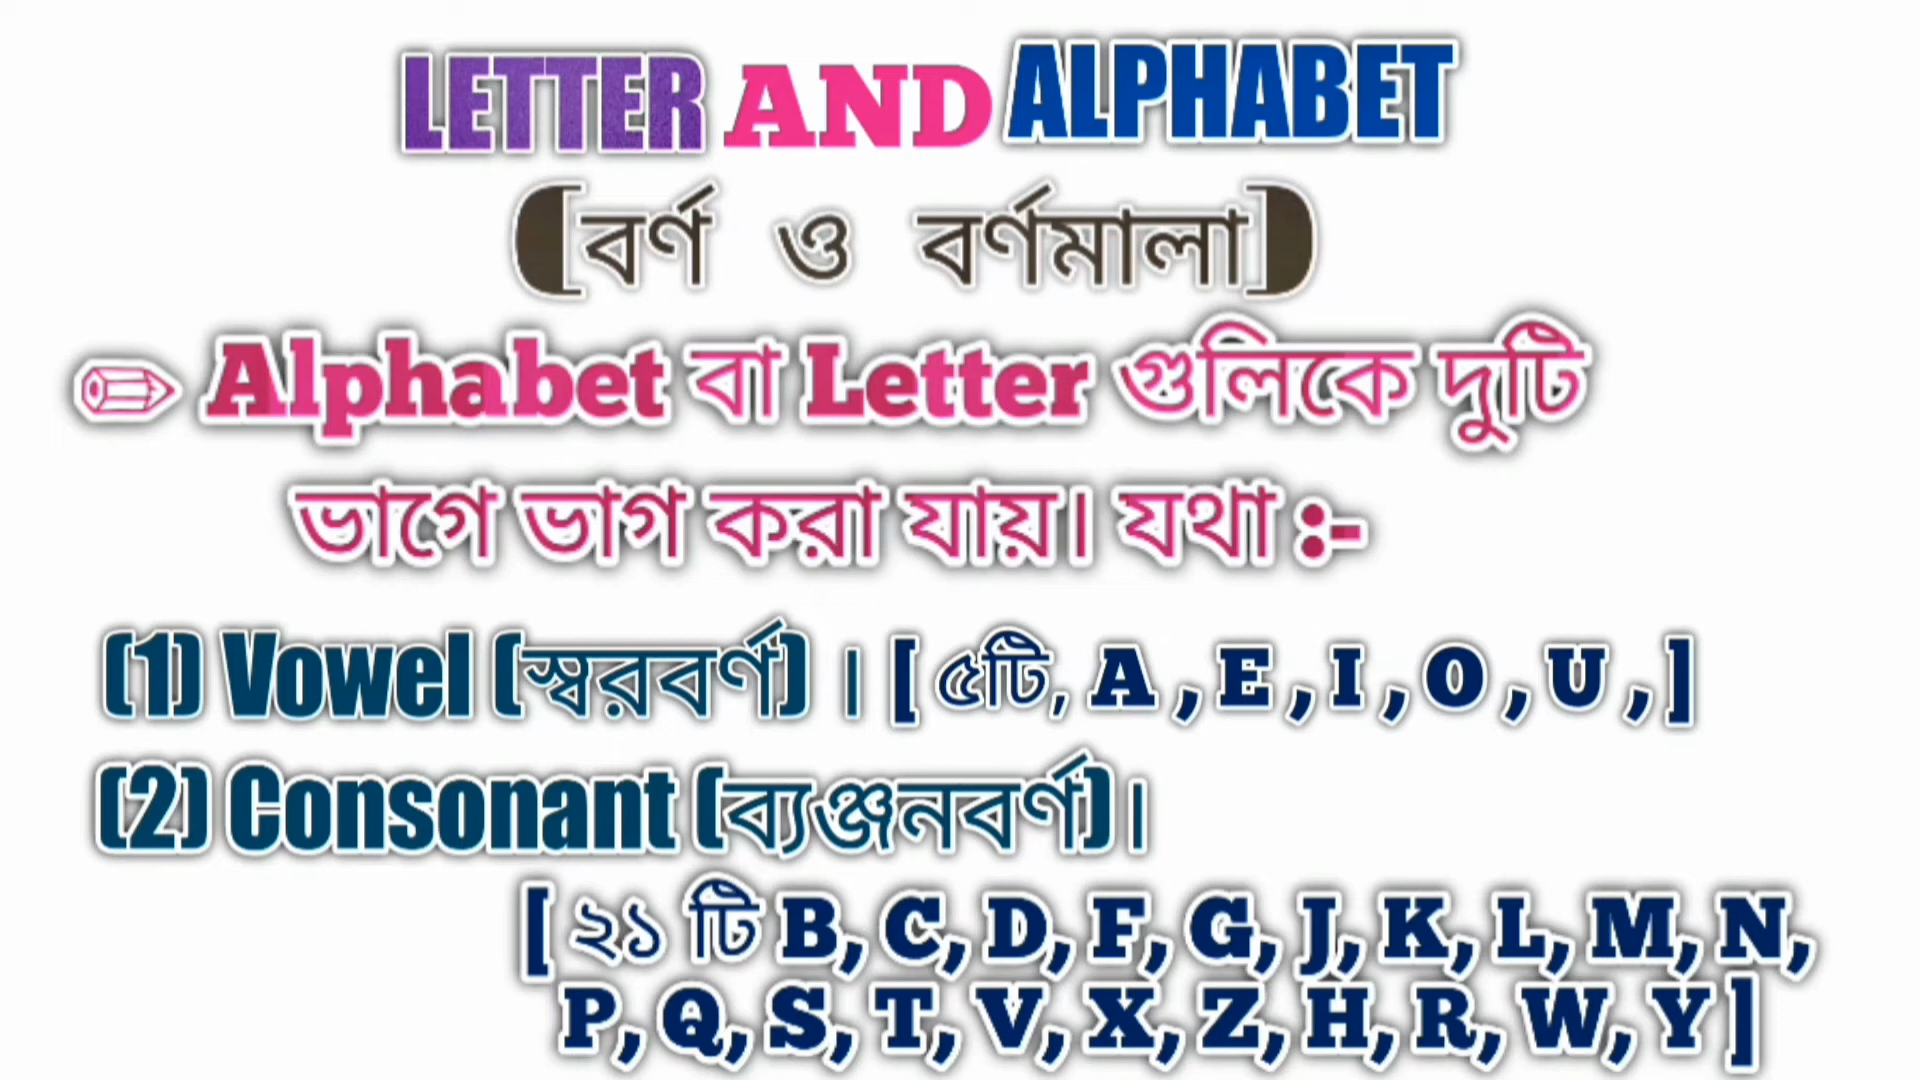 LETTER AND ALPHABET
(বর্ণ ও বর্ণমালা)
✏ Alphabet বা Letter গুলিকে দুটি
ভাগে ভাগ করা যায়। যথা :-
(1) Vowel (স্বরবর্ণ) । [ ৫টি, A , E , I , O , U , ]
(2) Consonant (ব্যঞ্জনবর্ণ)।
[ ২১ টি B, C, D, F, G, J, K, L, M, N,
P, Q, S, T, V, X, Z, H, R, W, Y ]